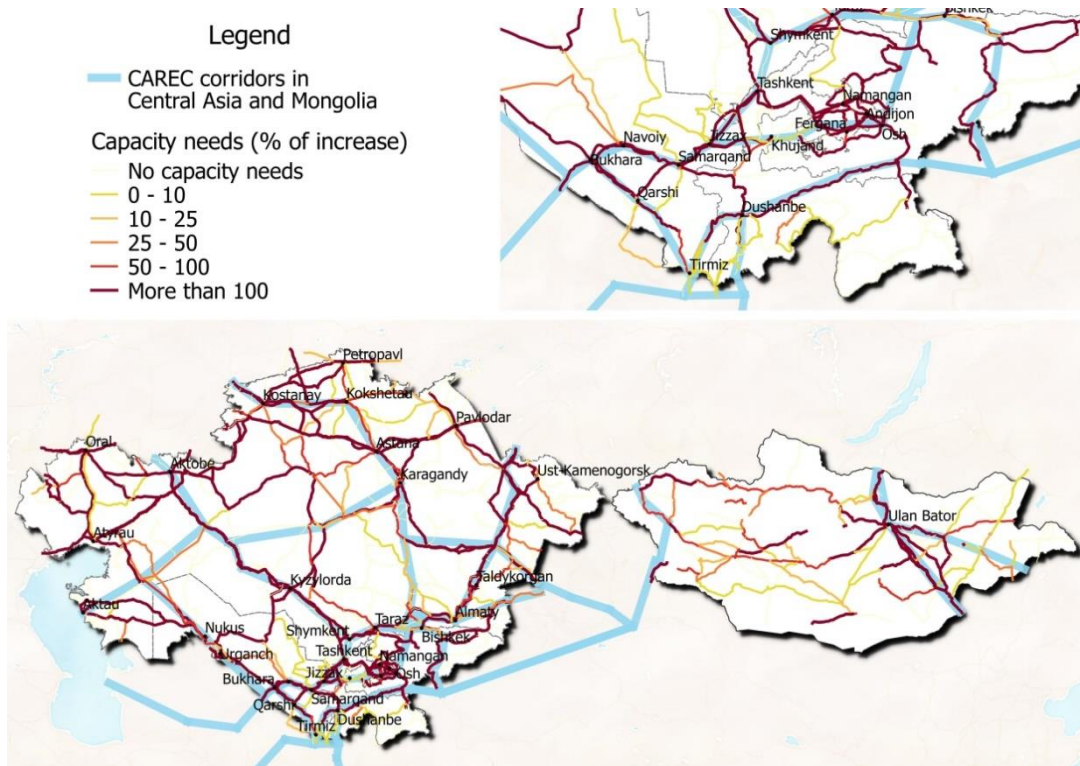 Legend
CAREC corridors in
Central Asia and Mongolia
Capacity needs (% of increase)
No capacity needs
0 - 10
10 - 25
25 - 50
50 - 100
More than 100
Bishkek
Shymkent
Tashkent
Namangan
Andijon
Fergana
Osh
Navoiy
Jizzax
Khujand
Bukhara
Samarqand
Qarshi
Dushanbe
Tirmiz
Petropavl
Kostanay
Kokshetau
Pavlodar
Oral
Astana
Aktobe
Karagandy
Ust-Kamenogorsk
Ulan Bator
Atyrau
Kyzylorda
Taldykorgan
Aktau
Taraz
Almaty
Nukus
Shymkent
Bishkek
Urganch
Tashkent
Namangan
Bukhara
Jizzax
Osh
Qarshi
Samarqand
Tirmiz
Dushanbe